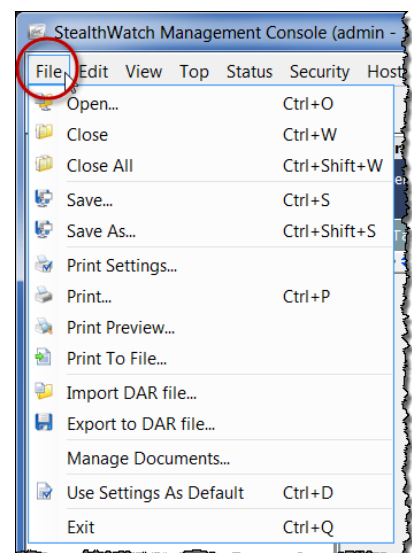 StealthWatch Management Console (admin -
File Edit View Top Status Security Host
Open... Ctrl+O
Close Ctrl+W
Close All Ctrl+Shift+W
Save... Ctrl+S
Save As... Ctrl+Shift+S
Print Settings...
Print... Ctrl+P
Print Preview...
Print To File...
Import DAR file...
Export to DAR file...
Manage Documents...
Use Settings As Default Ctrl+D
Exit Ctrl+Q